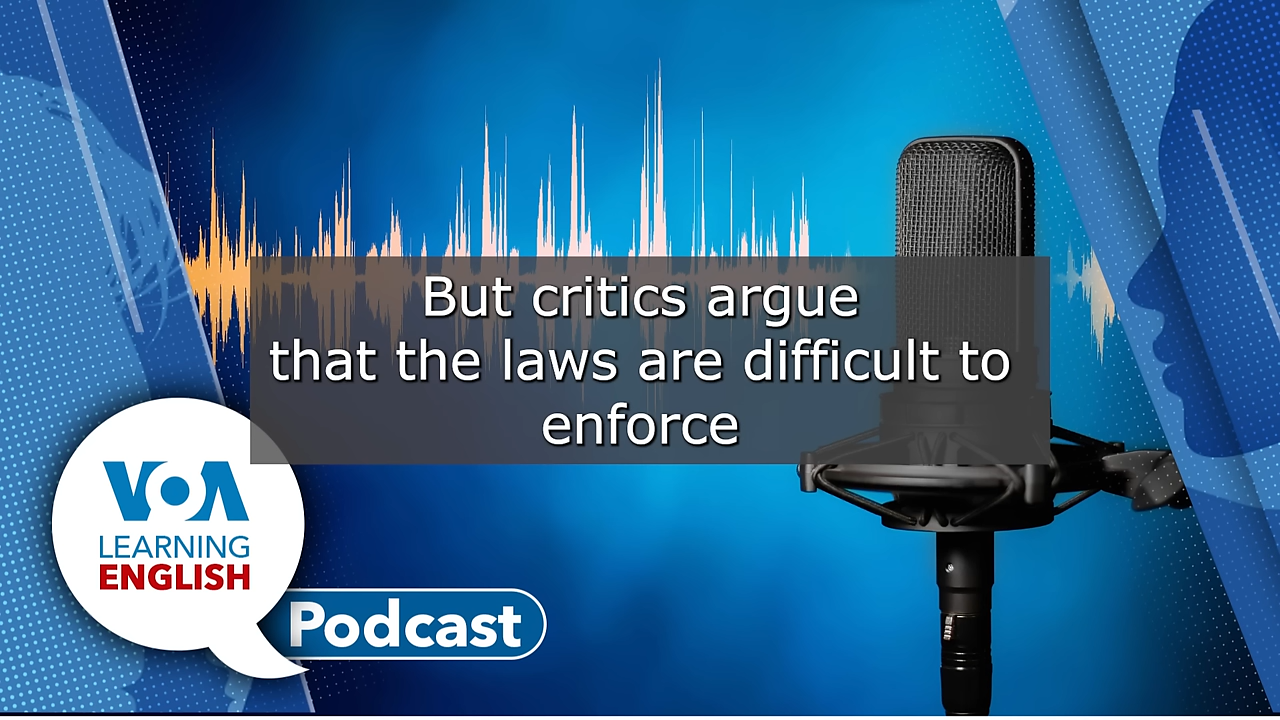 But critics argue
that the laws are difficult to
enforce
VOA
LEARNING
ENGLISH
Podcast